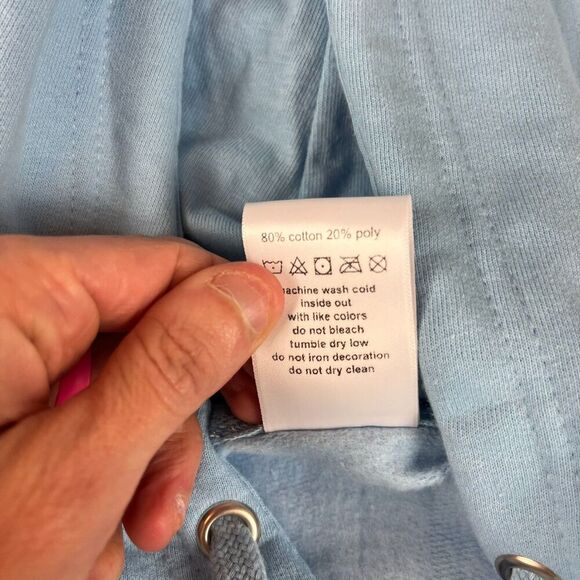 80% cotton 20% poly
machine wash cold
inside out
with like colors
do not bleach
tumble dry low
do not iron decoration
do not dry clean